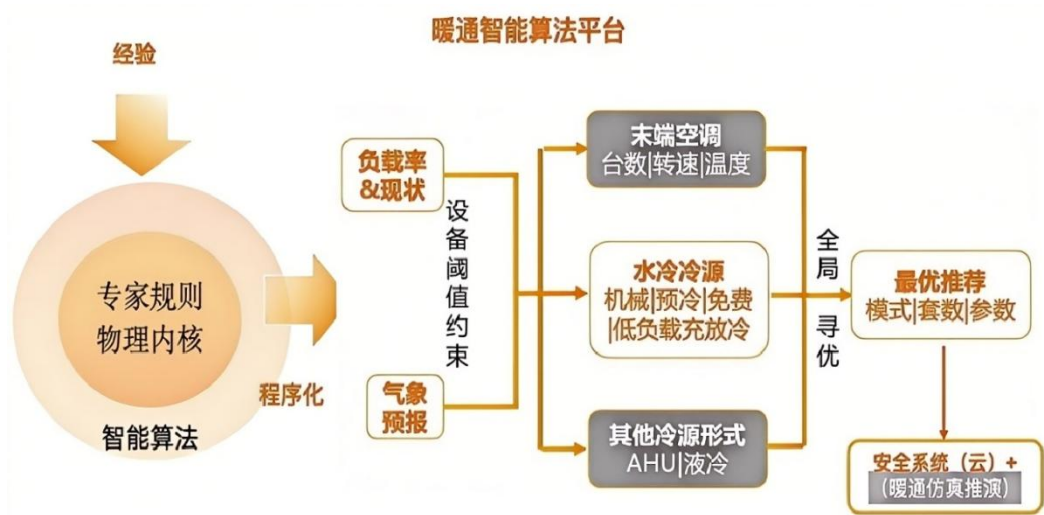 暖通智能算法平台
经验
专家规则
物理内核
智能算法
程序化
负载率
&现状
气象
预报
设备阈值约束
末端空调
台数|转速|温度
水冷冷源
机械|预冷|免费
|低负载充放冷
其他冷源形式
AHU|液冷
全局寻优
最优推荐
模式|套数|参数
安全系统（云）+
(暖通仿真推演)